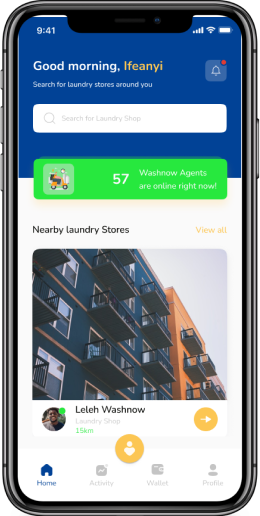 9:41
Good morning, Ifeanyi
Search for laundry stores around you
Search for Laundry Shop
57
Washnow Agents
are online right now!
Nearby laundry Stores
View all
Leleh Washnow
Laundry Shop
15km
Home
Activity
Wallet
Profile